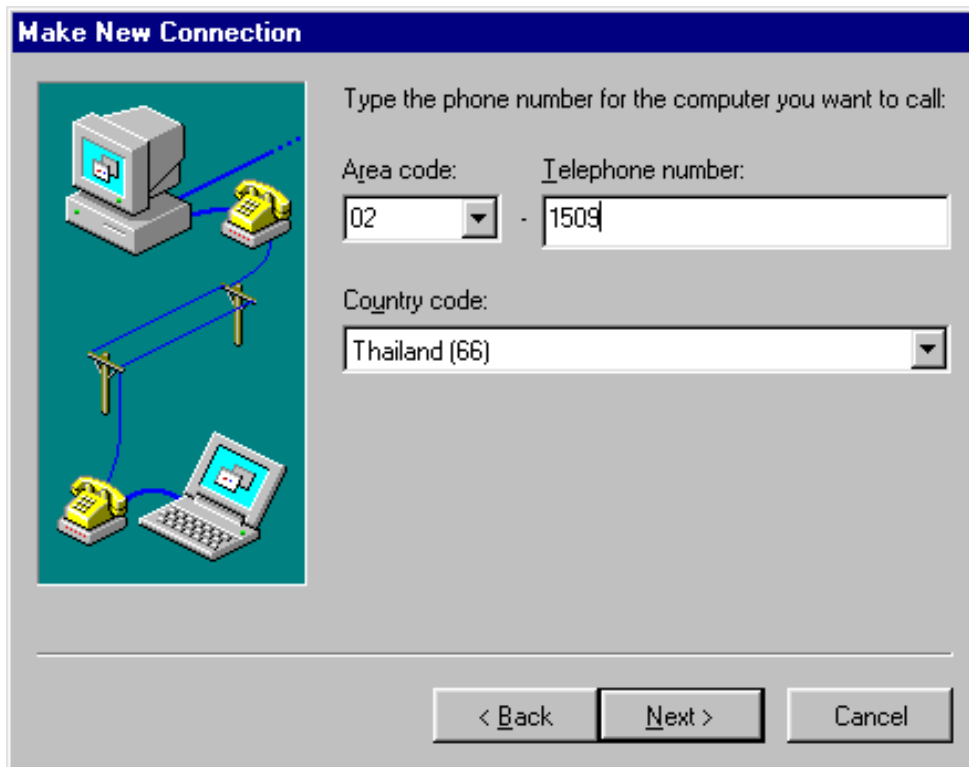 Make New Connection
Type the phone number for the computer you want to call:
Area code: Telephone number:
02 - 1509
Country code:
Thailand (66)
< Back Next > Cancel